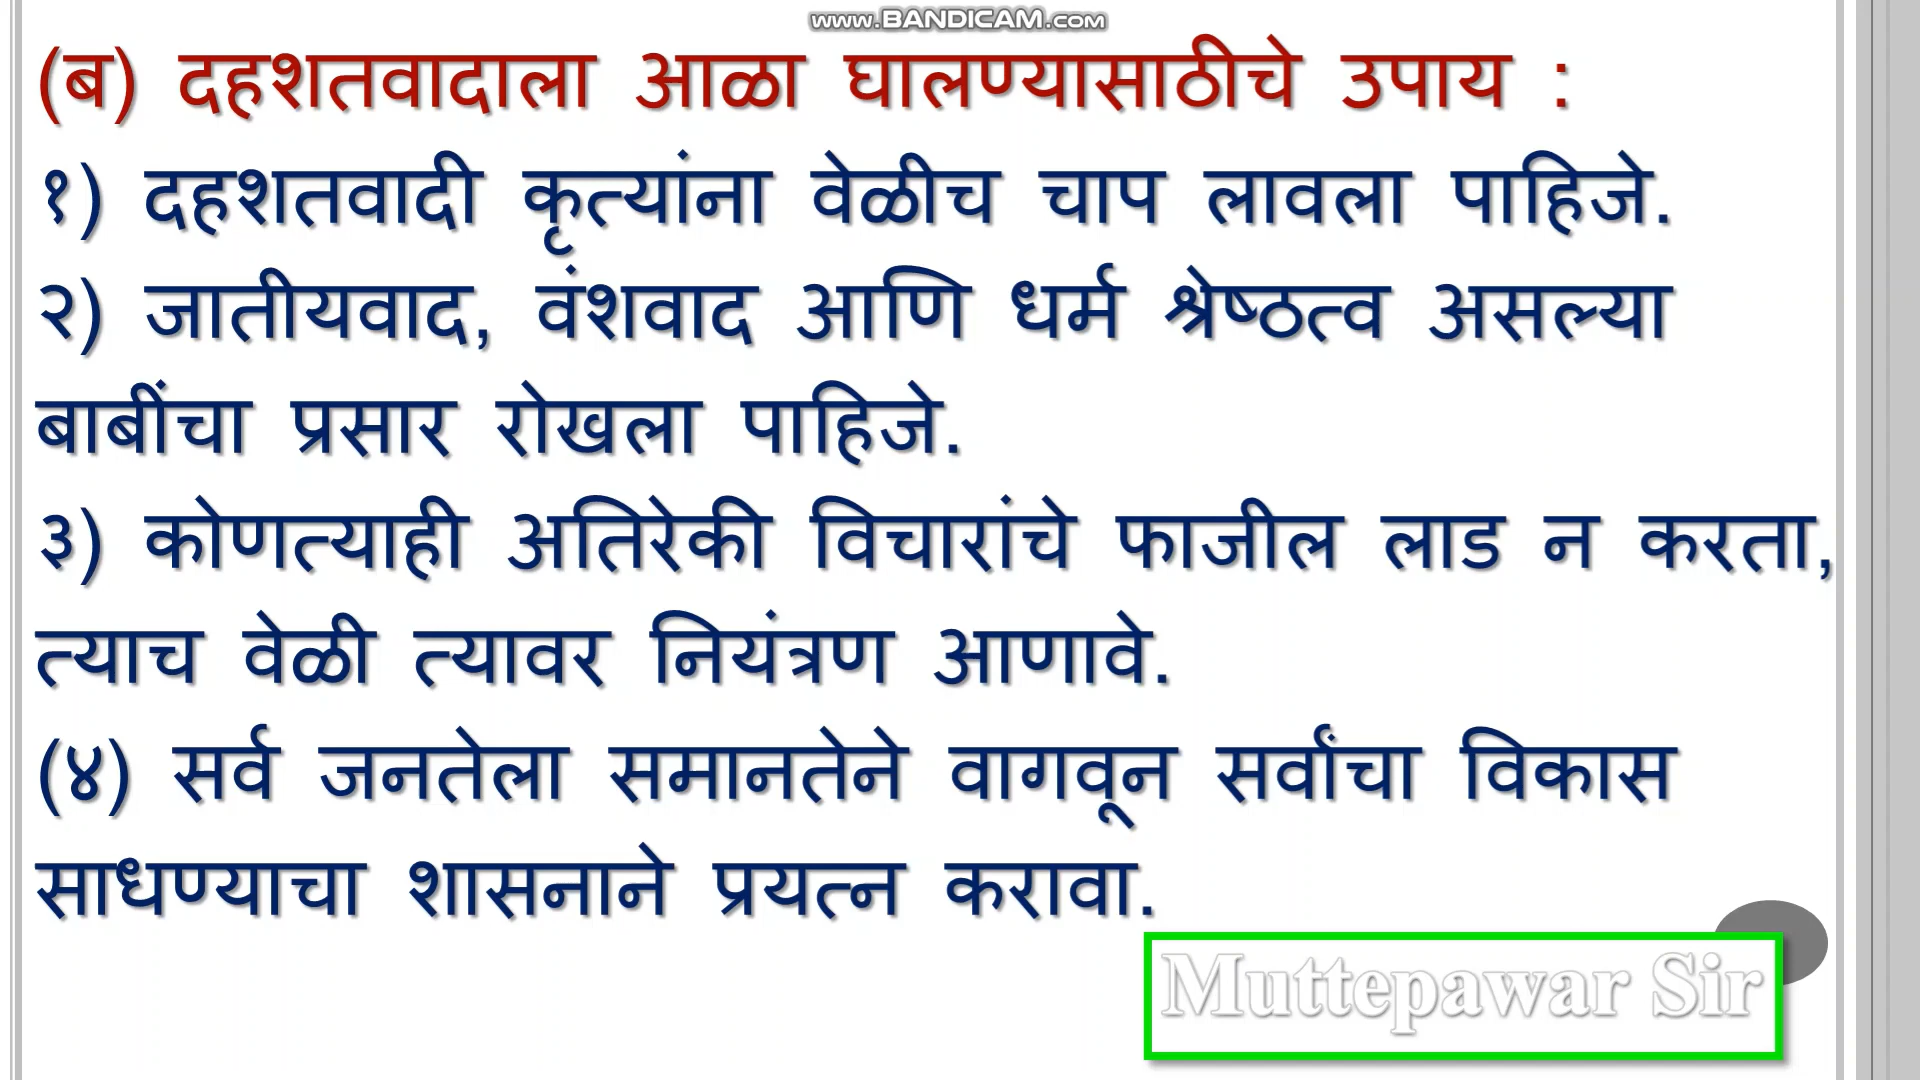 www.BANDICAM.com
(ब) दहशतवादाला आळा घालण्यासाठीचे उपाय :
१) दहशतवादी कृत्यांना वेळीच चाप लावला पाहिजे.
२) जातीयवाद, वंशवाद आणि धर्म श्रेष्ठत्व असल्या
बाबींचा प्रसार रोखला पाहिजे.
३) कोणत्याही अतिरेकी विचारांचे फाजील लाड न करता,
त्याच वेळी त्यावर नियंत्रण आणावे.
(४) सर्व जनतेला समानतेने वागवून सर्वांचा विकास
साधण्याचा शासनाने प्रयत्न करावा.
Muttepawar Sir